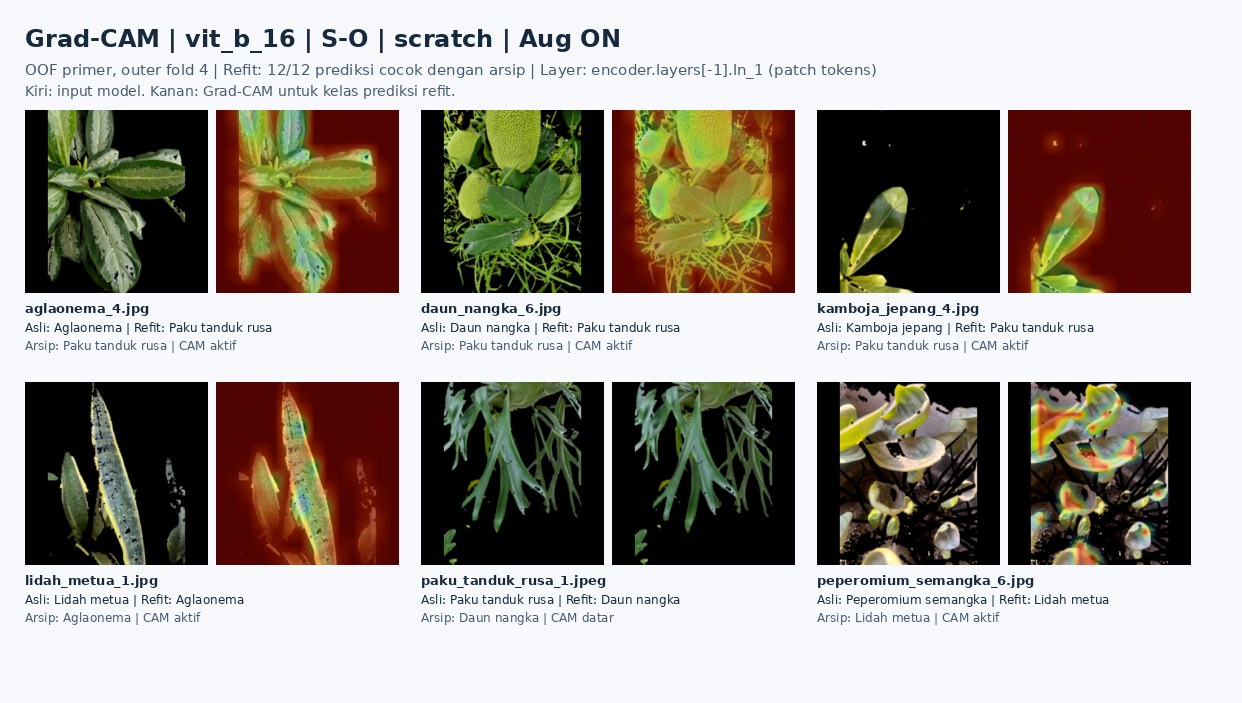 Grad-CAM | vit_b_16 | S-O | scratch | Aug ON
OOF primer, outer fold 4 | Refit: 12/12 prediksi cocok dengan arsip | Layer: encoder.layers[-1].ln_1 (patch tokens)
Kiri: input model. Kanan: Grad-CAM untuk kelas prediksi refit.
aglaonema_4.jpg
Asli: Aglaonema | Refit: Paku tanduk rusa
Arsip: Paku tanduk rusa | CAM aktif
daun_nangka_6.jpg
Asli: Daun nangka | Refit: Paku tanduk rusa
Arsip: Paku tanduk rusa | CAM aktif
kamboja_jepang_4.jpg
Asli: Kamboja jepang | Refit: Paku tanduk rusa
Arsip: Paku tanduk rusa | CAM aktif
lidah_metua_1.jpg
Asli: Lidah metua | Refit: Aglaonema
Arsip: Aglaonema | CAM aktif
paku_tanduk_rusa_1.jpeg
Asli: Paku tanduk rusa | Refit: Daun nangka
Arsip: Daun nangka | CAM datar
peperomium_semangka_6.jpg
Asli: Peperomium semangka | Refit: Lidah metua
Arsip: Lidah metua | CAM aktif